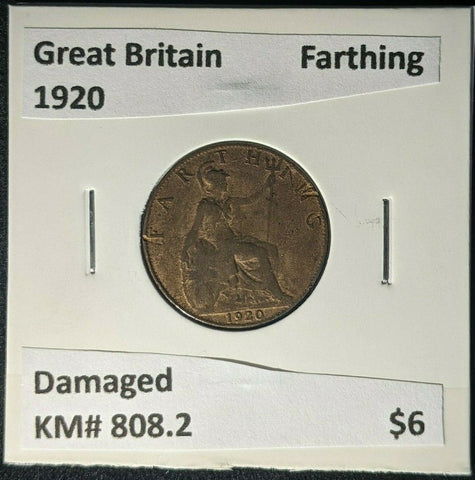 Great Britain Farthing
1920
FARTHING
1920
Damaged
KM# 808.2 $6